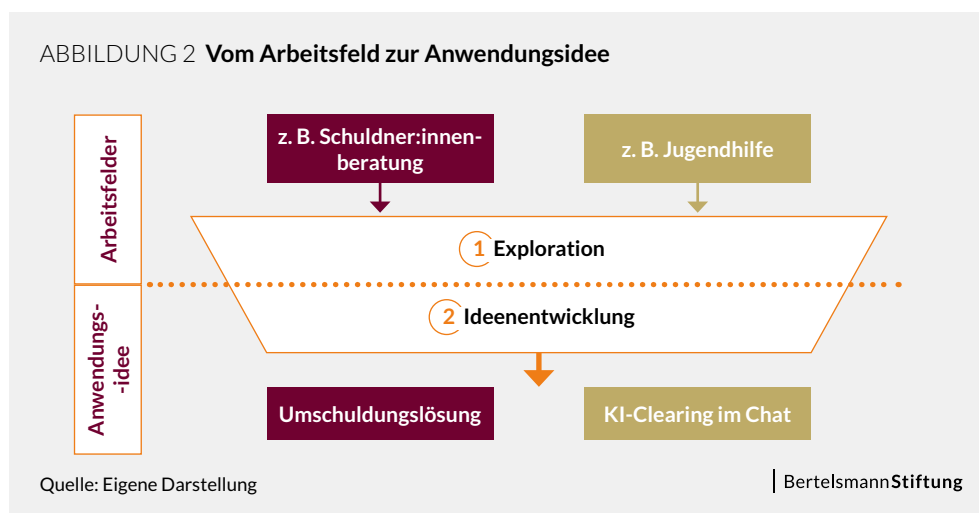 ABBILDUNG 2 Vom Arbeitsfeld zur Anwendungsidee
Arbeitsfelder
z. B. Schuldner:innen-
beratung
z. B. Jugendhilfe
1 Exploration
2 Ideenentwicklung
Anwendungs-
-idee
Umschuldungslösung
KI-Clearing im Chat
Quelle: Eigene Darstellung
BertelsmannStiftung